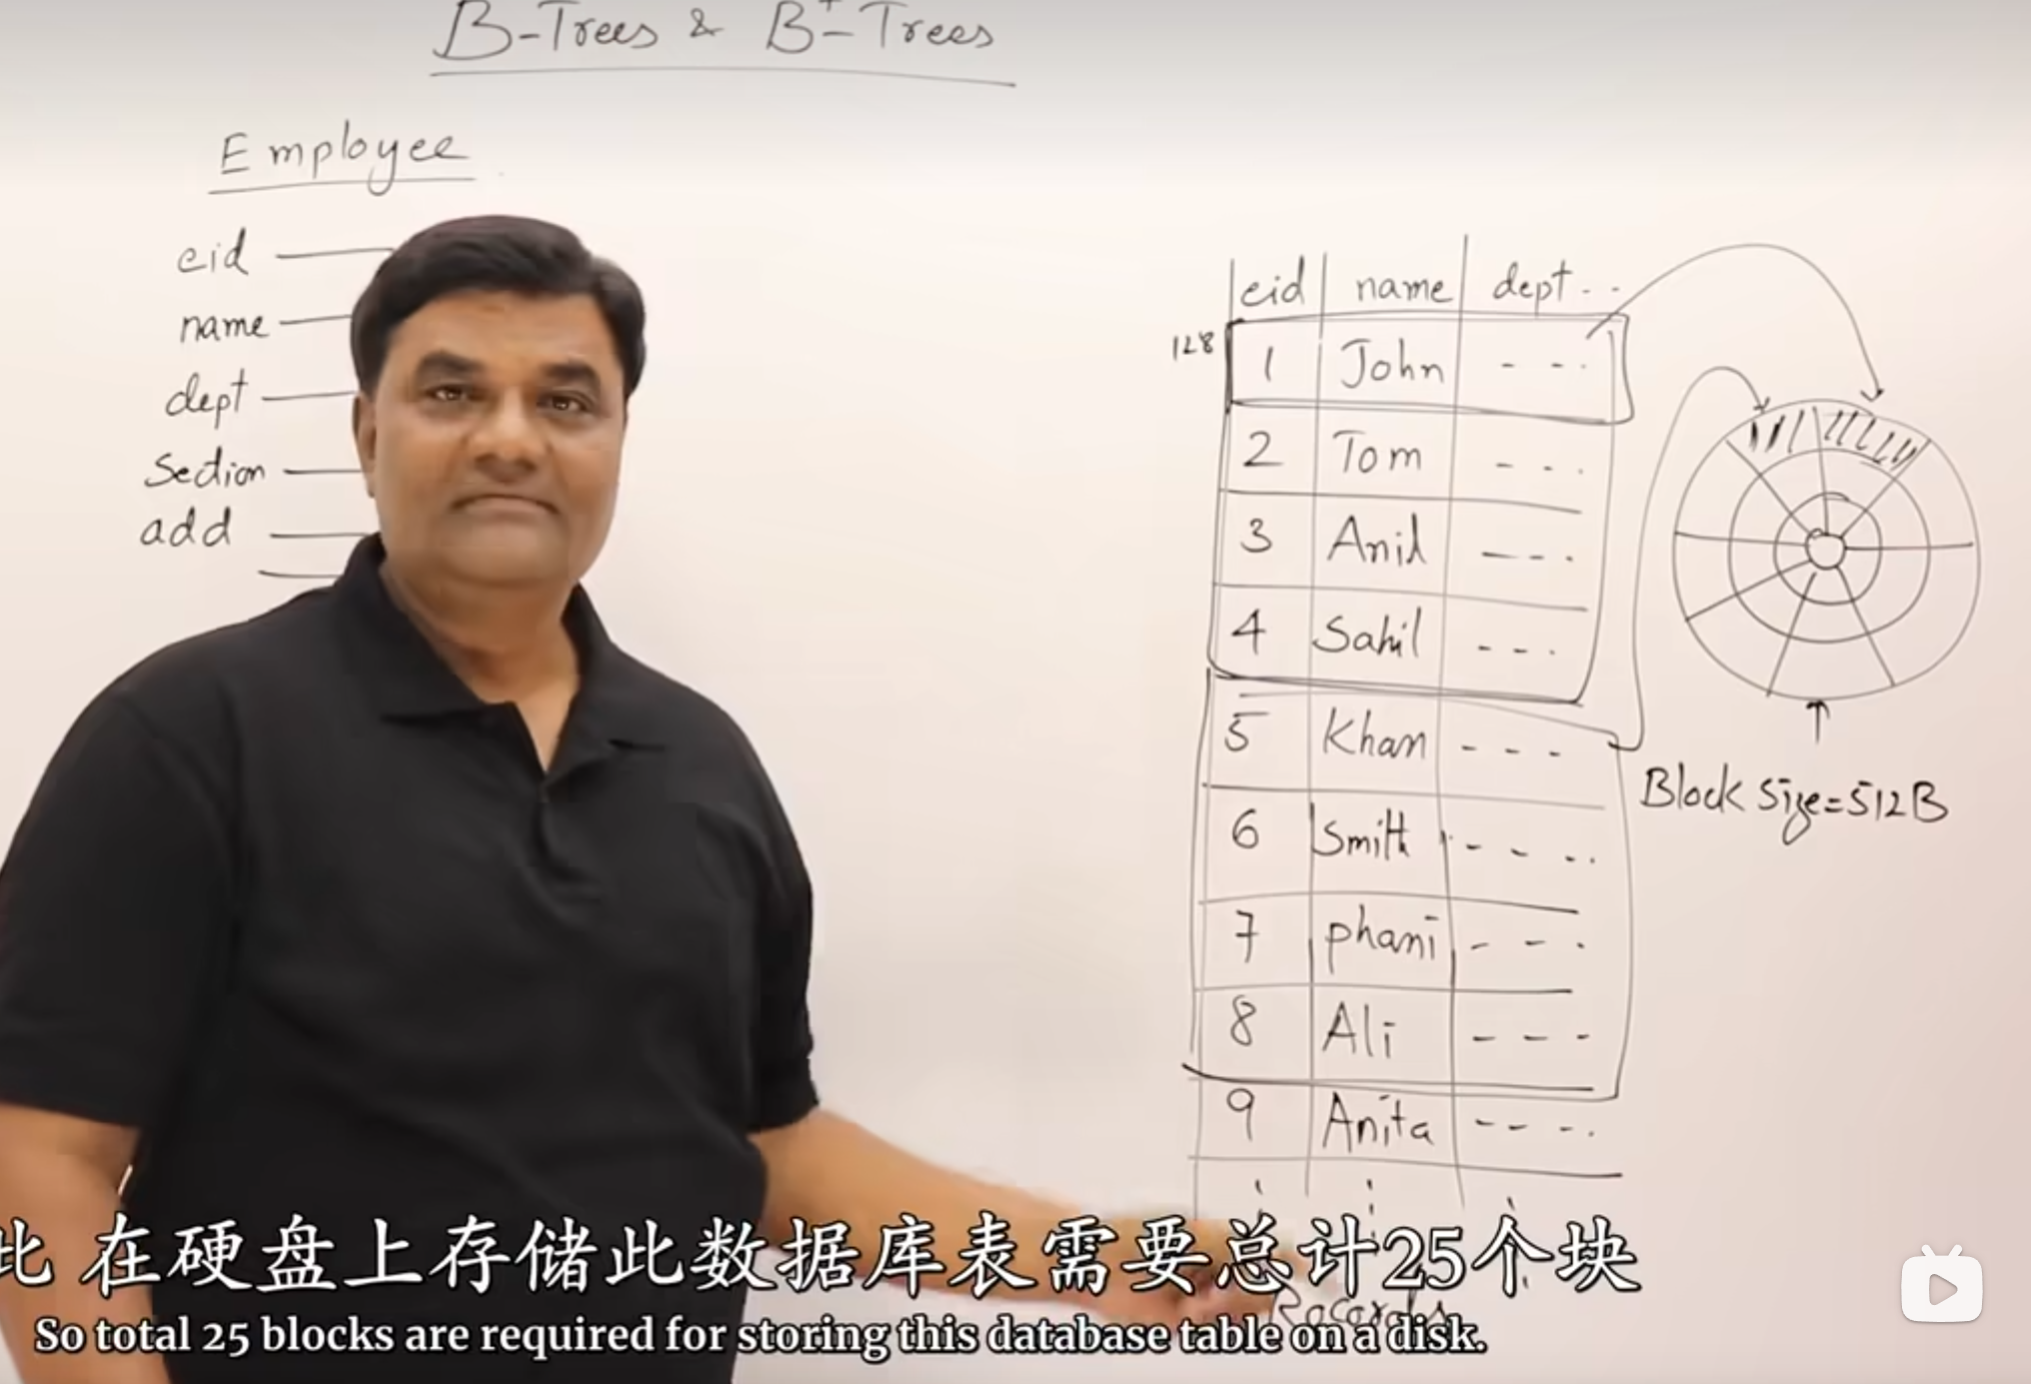 B-Trees & B+-Trees
Employee
eid
name
dept
Section
add
eid name dept - -
128
1 John - - -
2 Tom - - -
3 Anil - - -
4 Sahil - - -
5 Khan - - -
6 Smith - - - -
7 phani - - -
8 Ali - - -
9 Anita - - - -
Block Size=512B
此 在硬盘上存储此数据库表需要总计25个块
Records
So total 25 blocks are required for storing this database table on a disk.